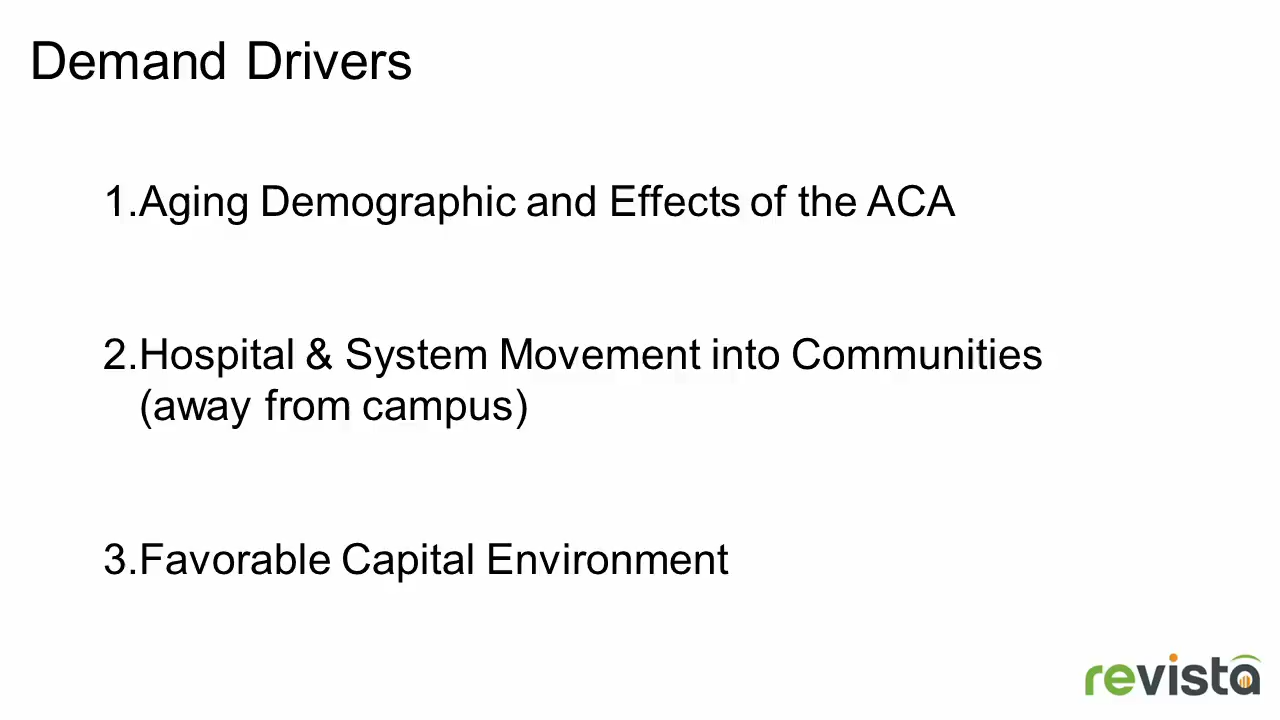 Demand Drivers
1.Aging Demographic and Effects of the ACA
2.Hospital & System Movement into Communities
(away from campus)
3.Favorable Capital Environment
revista